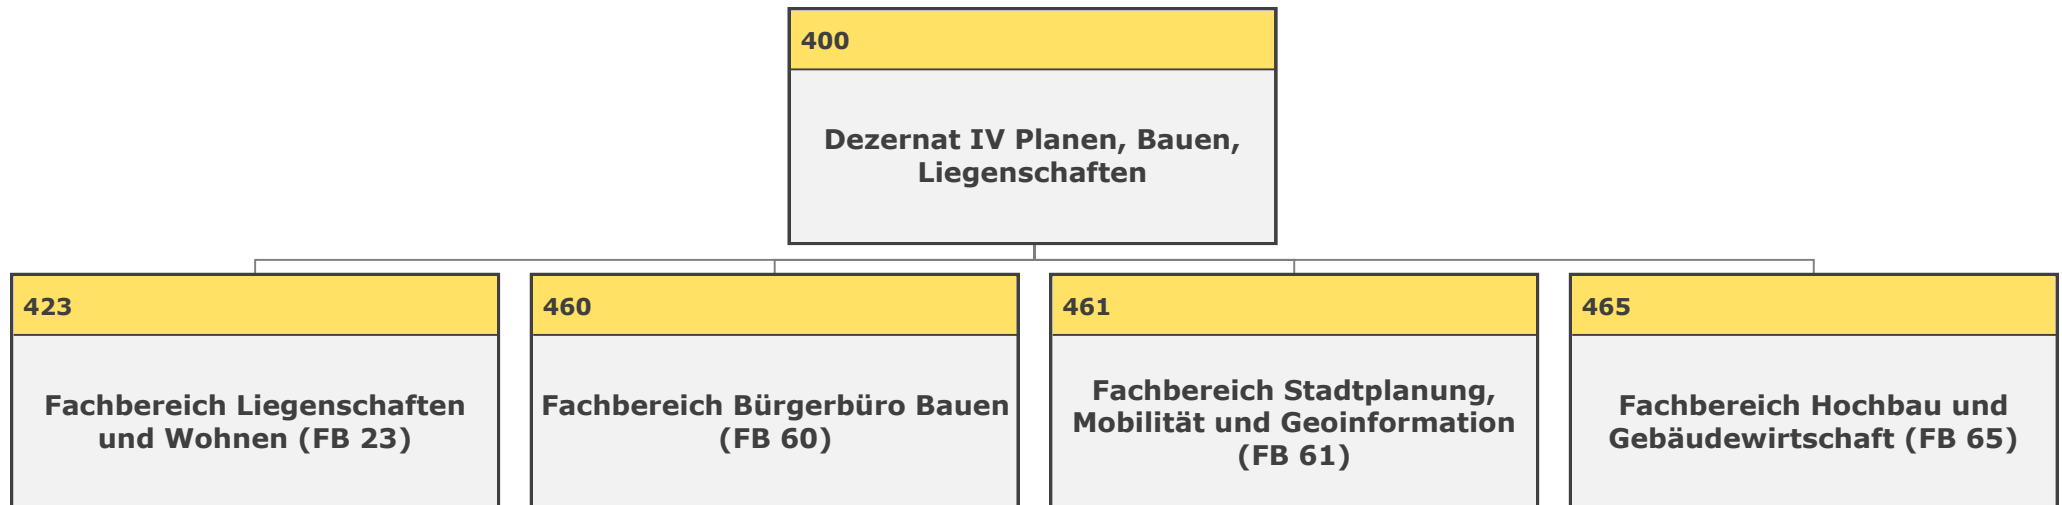 400
Dezernat IV Planen, Bauen,
Liegenschaften
423
Fachbereich Liegenschaften
und Wohnen (FB 23)
460
Fachbereich Bürgerbüro Bauen
(FB 60)
461
Fachbereich Stadtplanung,
Mobilität und Geoinformation
(FB 61)
465
Fachbereich Hochbau und
Gebäudewirtschaft (FB 65)